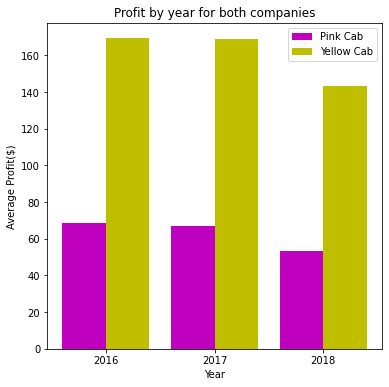 Profit by year for both companies
Pink Cab
Yellow Cab
Average Profit($)
160
140
120
100
80
60
40
20
0
2016 2017 2018
Year